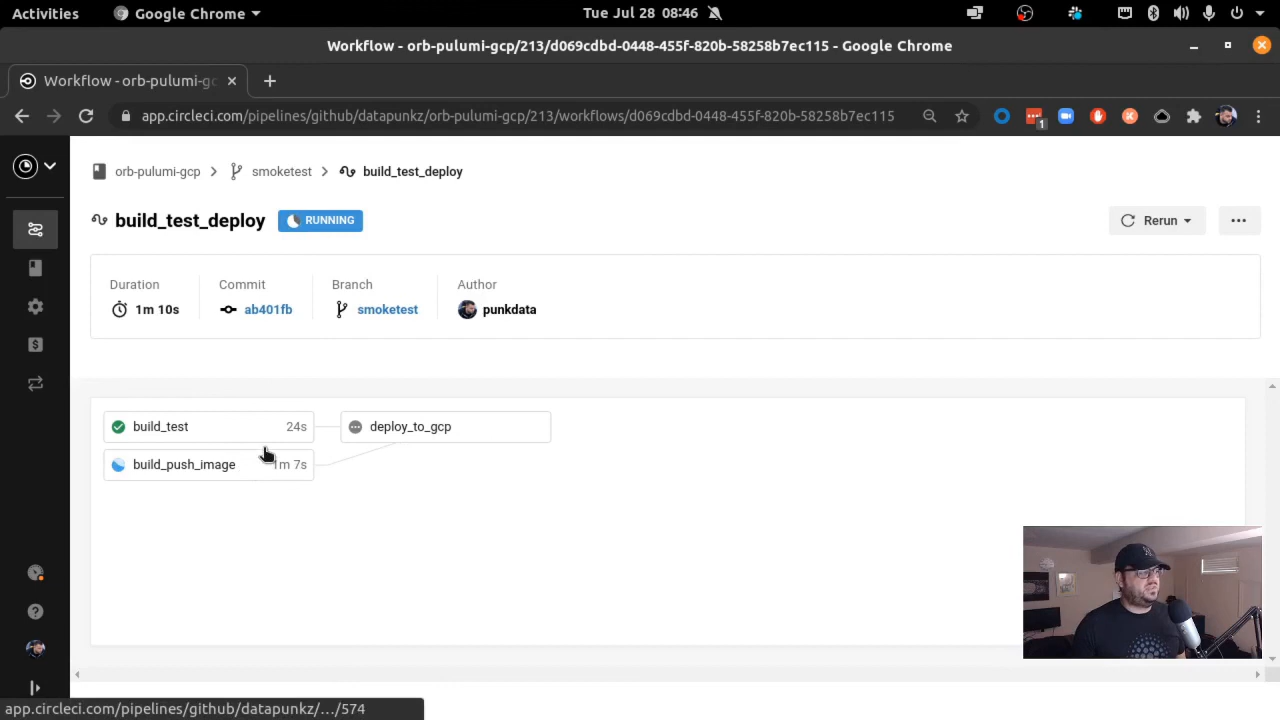 Activities
Google Chrome
Tue Jul 28 08:46
Workflow - orb-pulumi-gcp/213/d069cdbd-0448-455f-820b-58258b7ec115 - Google Chrome
Workflow - orb-pulumi-gc
app.circleci.com/pipelines/github/datapunkz/orb-pulumi-gcp/213/workflows/d069cdbd-0448-455f-820b-58258b7ec115
1
K
orb-pulumi-gcp
smoketest
build_test_deploy
build_test_deploy
RUNNING
Rerun
Duration
Commit
Branch
Author
1m 10s
ab401fb
smoketest
punkdata
build_test
24s
deploy_to_gcp
build_push_image
1m 7s
app.circleci.com/pipelines/github/datapunkz/…/574